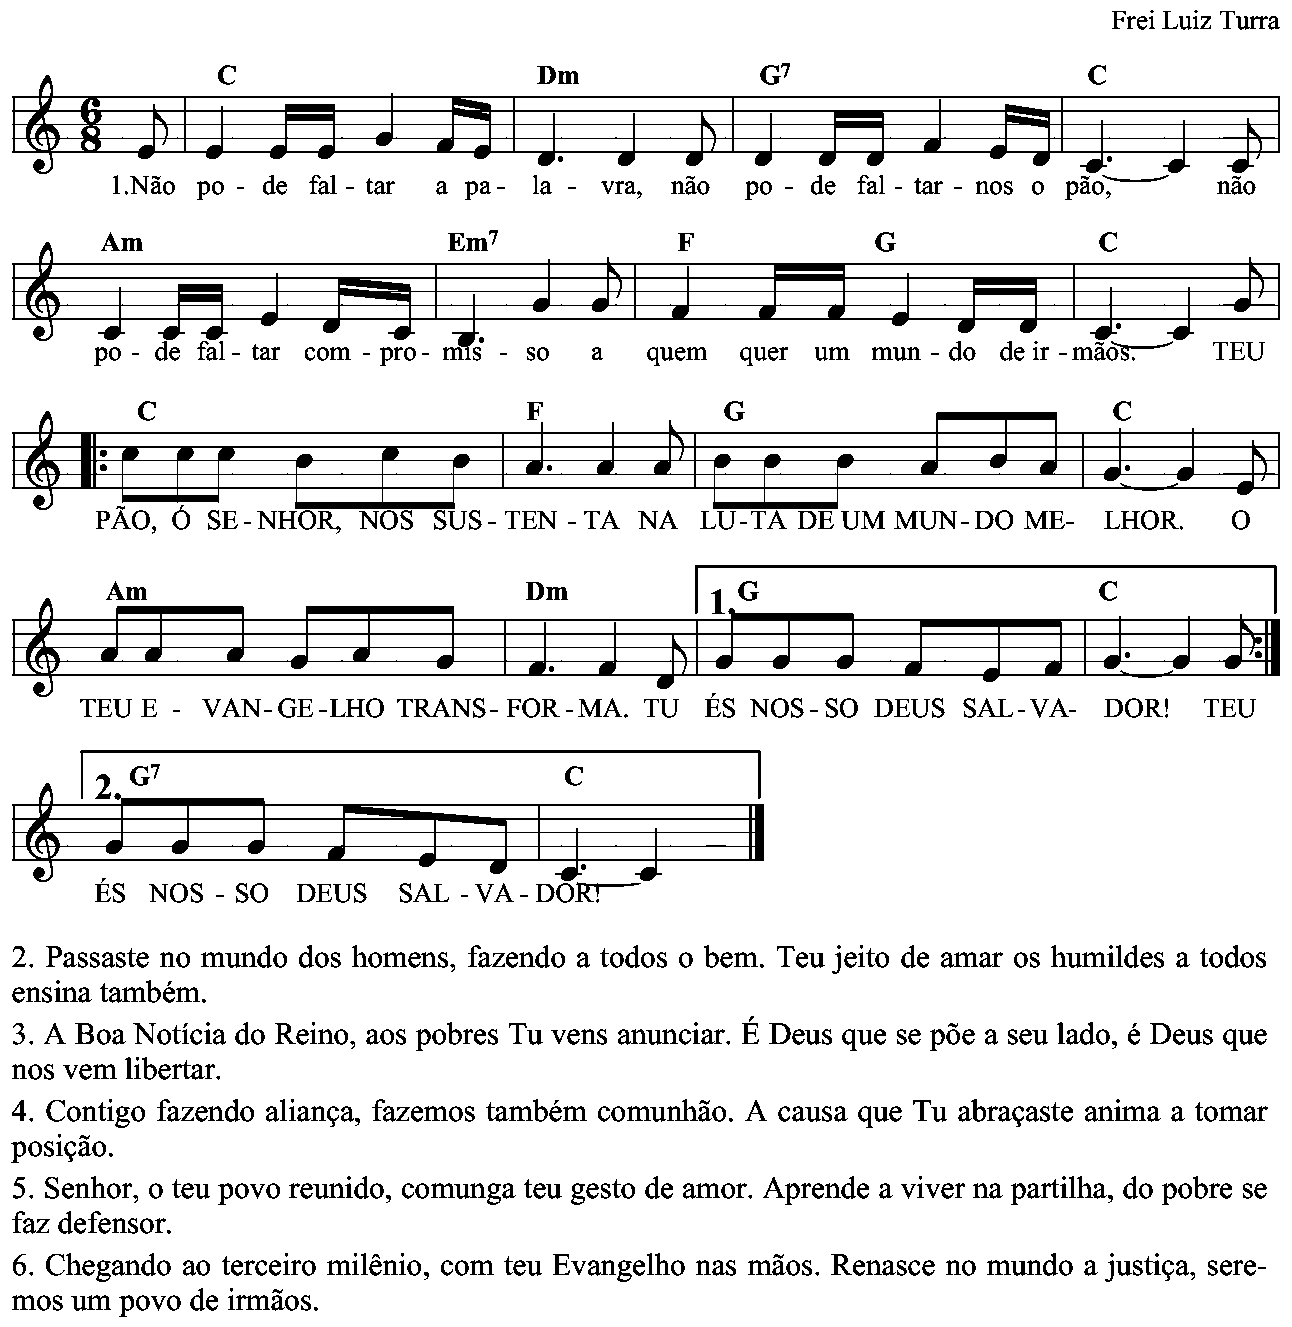 Frei Luiz Turra
C Dm G7 C
6
8
1.Não po - de fal - tar a pa - la - vra, não po - de fal - tar - nos o pão, não
Am Em7 F G C
po - de fal - tar com - pro - mis - so a quem quer um mun - do de ir - mãos. TEU
C F G C
PÃO, Ó SE - NHOR, NOS SUS - TEN - TA NA LU - TA DE UM MUN - DO ME- LHOR. O
Am Dm 1. G C
TEU E - VAN - GE - LHO TRANS - FOR - MA. TU ÉS NOS - SO DEUS SAL - VA- DOR! TEU
2. G7 C
ÉS NOS - SO DEUS SAL - VA - DOR!
2. Passaste no mundo dos homens, fazendo a todos o bem. Teu jeito de amar os humildes a todos
ensina também.
3. A Boa Notícia do Reino, aos pobres Tu vens anunciar. É Deus que se põe a seu lado, é Deus que
nos vem libertar.
4. Contigo fazendo aliança, fazemos também comunhão. A causa que Tu abraçaste anima a tomar
posição.
5. Senhor, o teu povo reunido, comunga teu gesto de amor. Aprende a viver na partilha, do pobre se
faz defensor.
6. Chegando ao terceiro milênio, com teu Evangelho nas mãos. Renasce no mundo a justiça, sere-
mos um povo de irmãos.